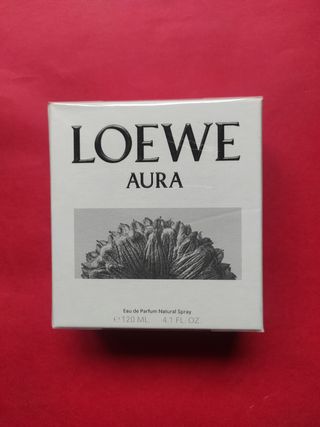 LOEWE
AURA
Eau de Parfum Natural Spray
℮120 ML 4.1 FL. OZ.